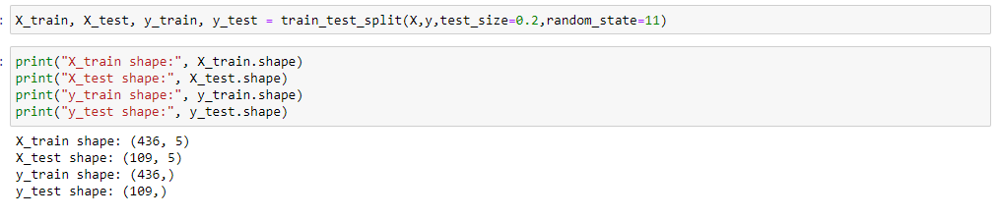 : X_train, X_test, y_train, y_test = train_test_split(X,y,test_size=0.2,random_state=11)
: print("X_train shape:", X_train.shape)
print("X_test shape:", X_test.shape)
print("y_train shape:", y_train.shape)
print("y_test shape:", y_test.shape)
X_train shape: (436, 5)
X_test shape: (109, 5)
y_train shape: (436,)
y_test shape: (109,)